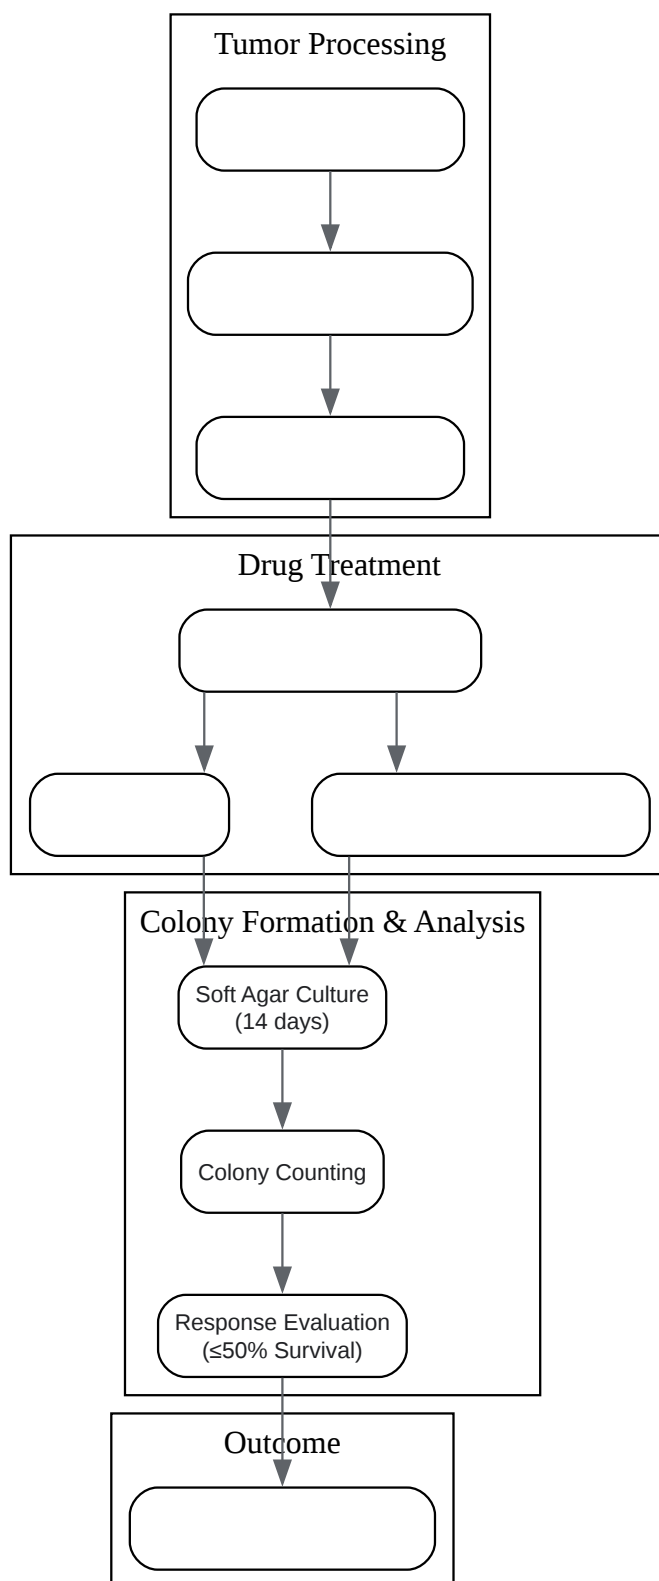 Tumor Processing
Drug Treatment
Colony Formation & Analysis
Soft Agar Culture
(14 days)
Colony Counting
Response Evaluation
(≤50% Survival)
Outcome